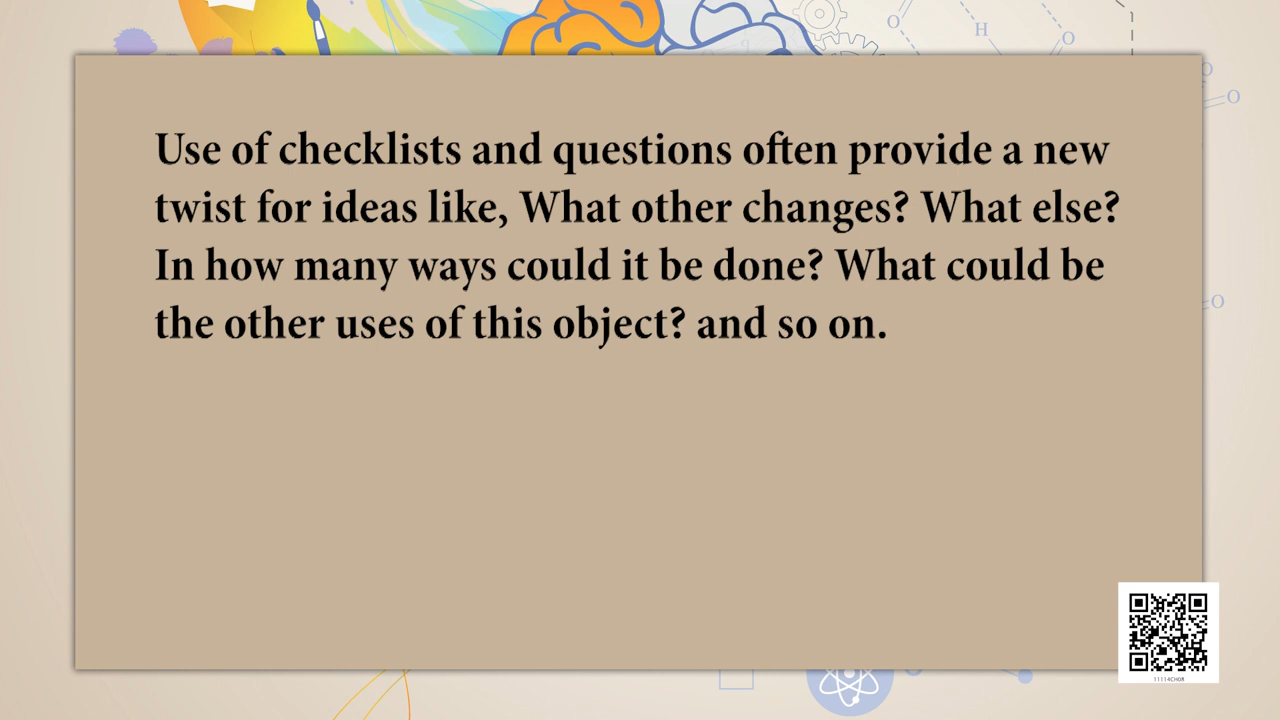 O
H
O
O
O
Use of checklists and questions often provide a new
twist for ideas like, What other changes? What else?
In how many ways could it be done? What could be
the other uses of this object? and so on.
O
11114CH08